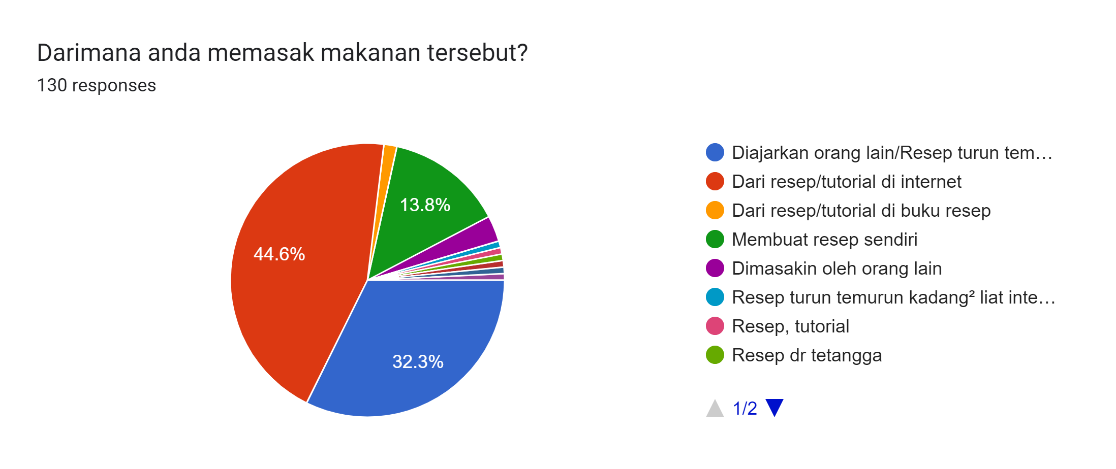 Darimana anda memasak makanan tersebut?
130 responses
Diajarkan orang lain/Resep turun tem…
Dari resep/tutorial di internet
Dari resep/tutorial di buku resep
Membuat resep sendiri
Dimasakin oleh orang lain
Resep turun temurun kadang² liat inte…
Resep, tutorial
Resep dr tetangga
1/2
13.8%
44.6%
32.3%